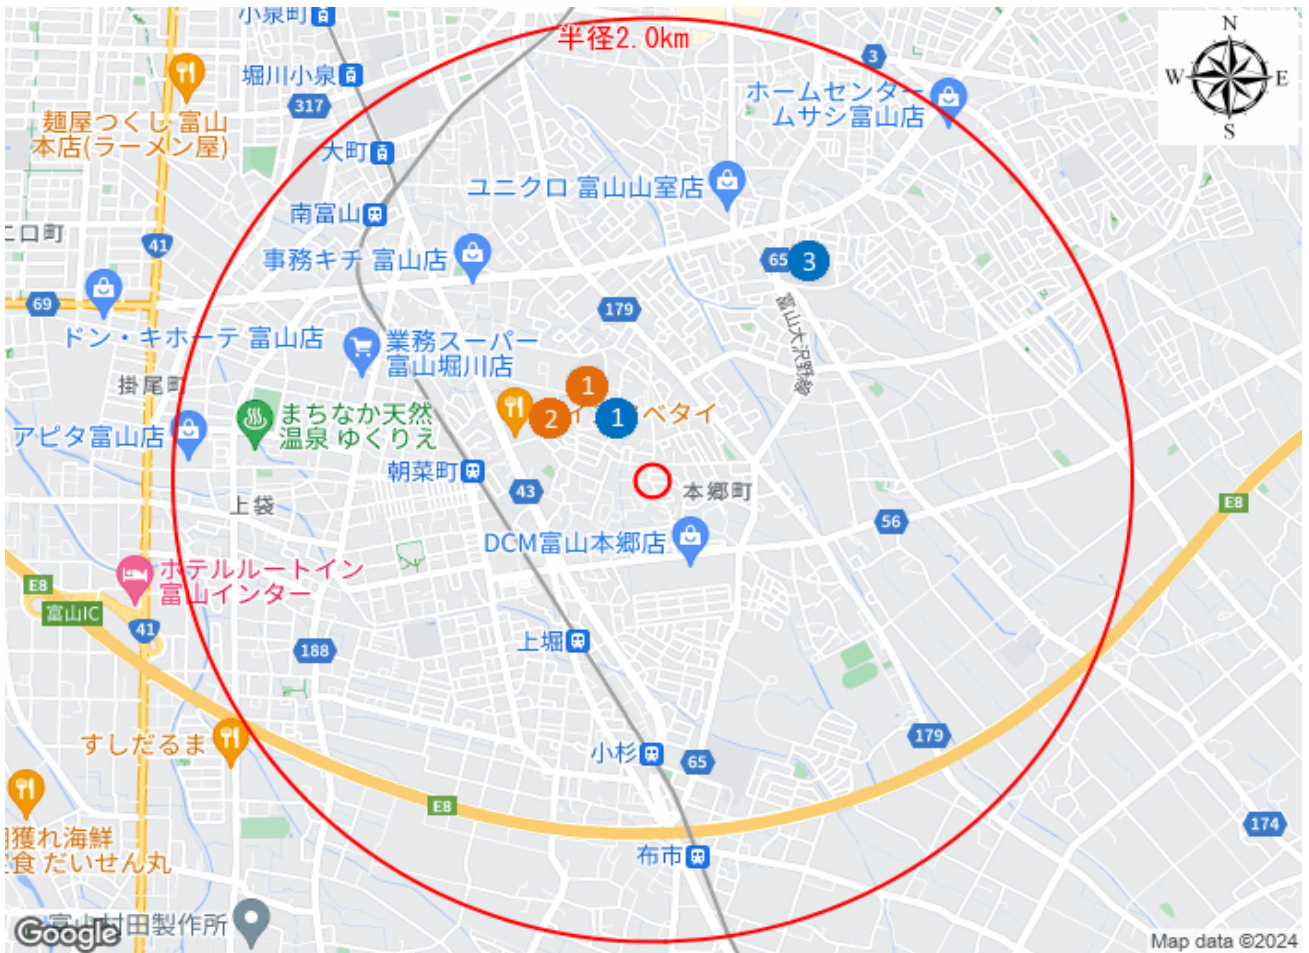 小泉町
半径2.0km
N
堀川小泉
3
W
E
ホームセンター
ムサシ富山店
317
麺屋つくし 富山
本店(ラーメン屋)
S
大町
ユニクロ 富山山室店
南富山
二口町
41
事務キチ 富山店
65
3
69
179
富山大沢野線
ドン・キホーテ 富山店
業務スーパー
富山堀川店
掛尾町
1
2
1
ベタイ
まちなか天然
温泉 ゆくりえ
アピタ富山店
朝菜町
43
本郷町
上袋
E8
56
DCM富山本郷店
ホテルルートイン
富山インター
E8
富山IC
41
上堀
188
すしだるま
179
小杉
65
E8
174
獲れ海鮮
食 だいせん丸
布市
富山村田製作所
Google
Map data ©2024